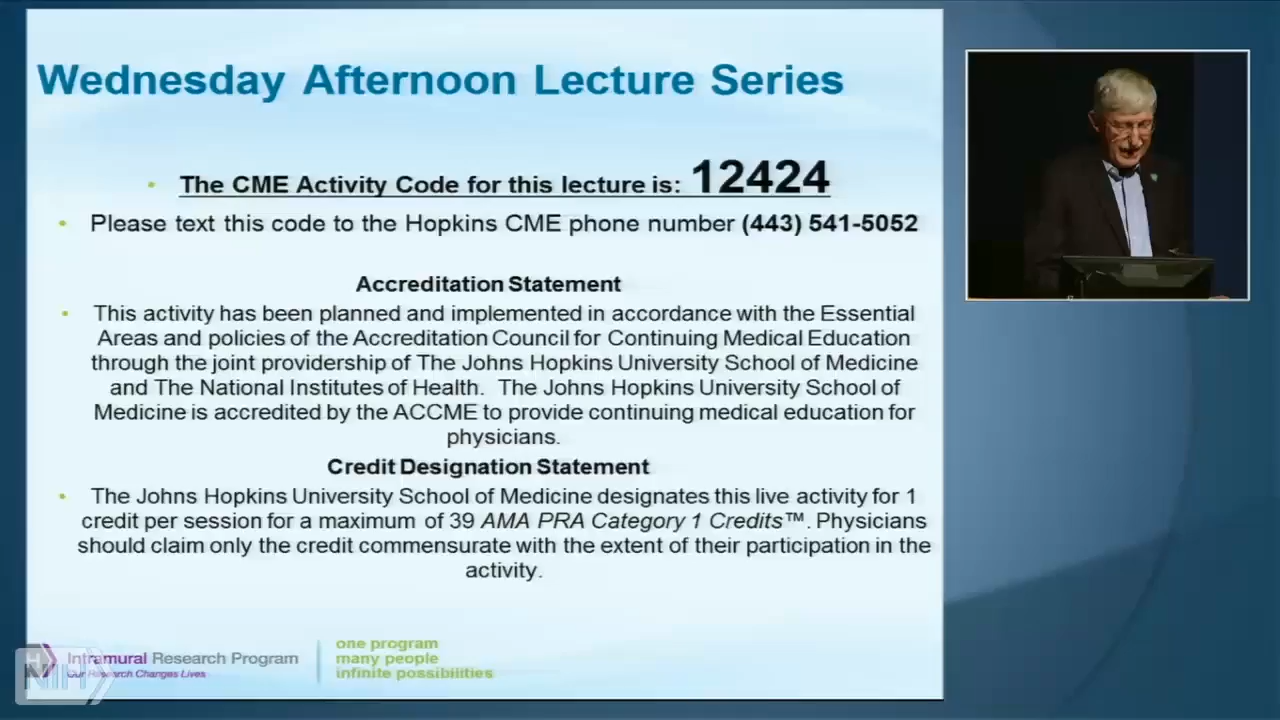 Wednesday Afternoon Lecture Series
• The CME Activity Code for this lecture is: 12424
• Please text this code to the Hopkins CME phone number (443) 541-5052
Accreditation Statement
• This activity has been planned and implemented in accordance with the Essential
Areas and policies of the Accreditation Council for Continuing Medical Education
through the joint providership of The Johns Hopkins University School of Medicine
and The National Institutes of Health. The Johns Hopkins University School of
Medicine is accredited by the ACCME to provide continuing medical education for
physicians.
Credit Designation Statement
• The Johns Hopkins University School of Medicine designates this live activity for 1
credit per session for a maximum of 39 AMA PRA Category 1 Credits™. Physicians
should claim only the credit commensurate with the extent of their participation in the
activity.
Intramural Research Program
Our Research Changes Lives
one program
many people
infinite possibilities
NIH